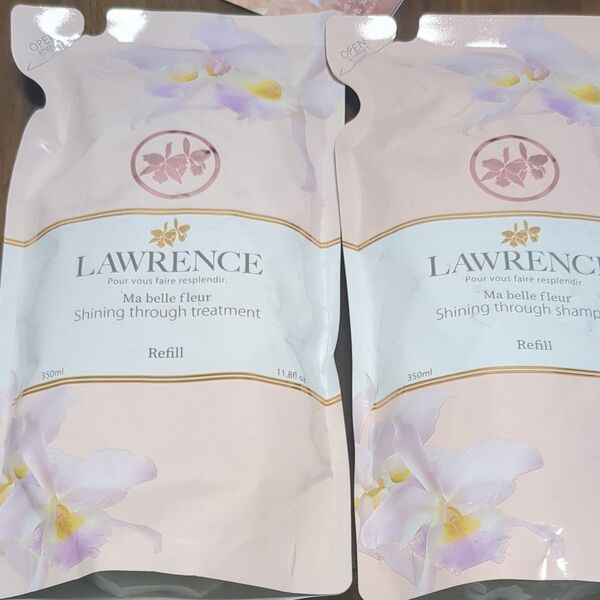 OPEN
LAWRENCE
Pour vous faire resplendir.
Ma belle fleur
Shining through treatment
Refill
350ml
11.8fl oz.
OPEN
LAWRENC
Pour vous faire resplendir.
Ma belle fleur
Shining through shamp
Refill
350ml